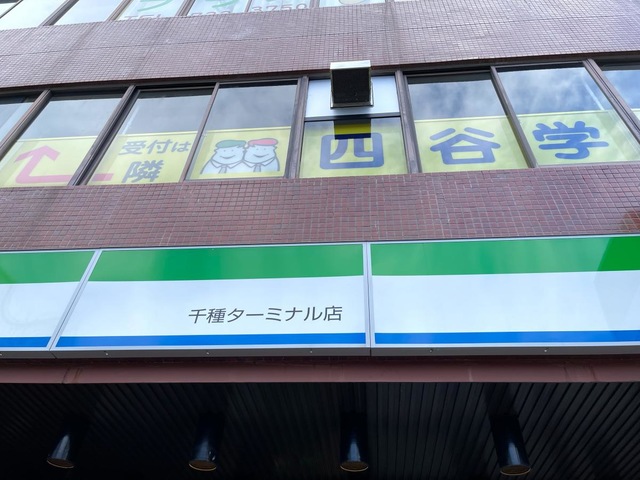 受付は
隣
四谷学
千種ターミナル店